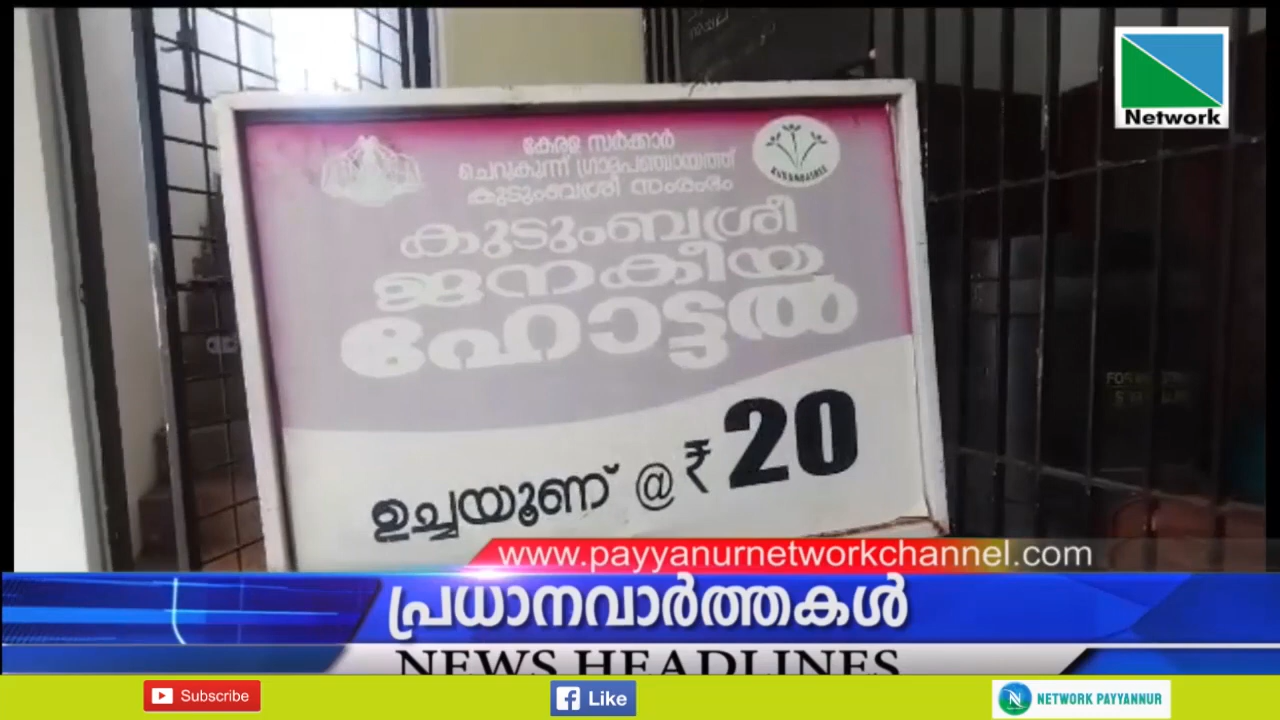 Network
കേരള സർക്കാർ
ചെറുകുന്ന് ഗ്രാമപഞ്ചായത്ത്
കുടുംബശ്രീ സംരംഭം
KUDUMBASREE
കുടുംബശ്രീ
ജനകീയ
ഹോട്ടൽ
ഉച്ചയൂണ് @ ₹ 20
www.payyanurnetworkchannel.com
പ്രധാനവാർത്തകൾ
NEWS HEADLINES
Subscribe
Like
NETWORK PAYYANNUR